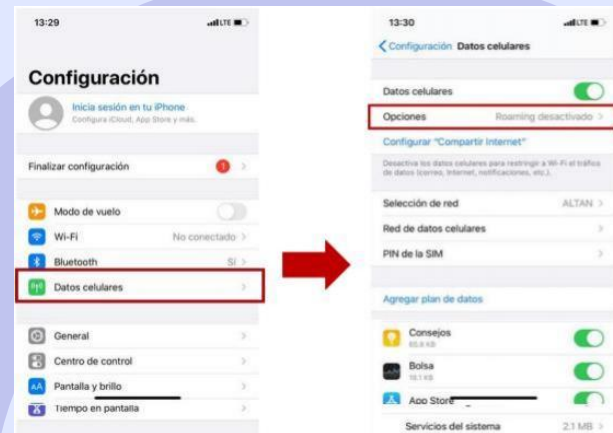 13:29
LTE
Configuración
Inicia sesión en tu iPhone
Configura iCloud, App Store y más.
Finalizar configuración
1
Modo de vuelo
Wi-Fi
No conectado
Bluetooth
Sí
Datos celulares
General
Centro de control
AA
Pantalla y brillo
Tiempo en pantalla
13:30
LTE
Configuración
Datos celulares
Datos celulares
Opciones
Roaming desactivado
Configurar "Compartir Internet"
Desactiva los datos celulares para restringir a Wi-Fi el tráfico
de datos (correo, Internet, notificaciones, etc.).
Selección de red
ALTAN
Red de datos celulares
PIN de la SIM
Agregar plan de datos
Consejos
Bolsa
App Store
Servicios del sistema
2.1 MB